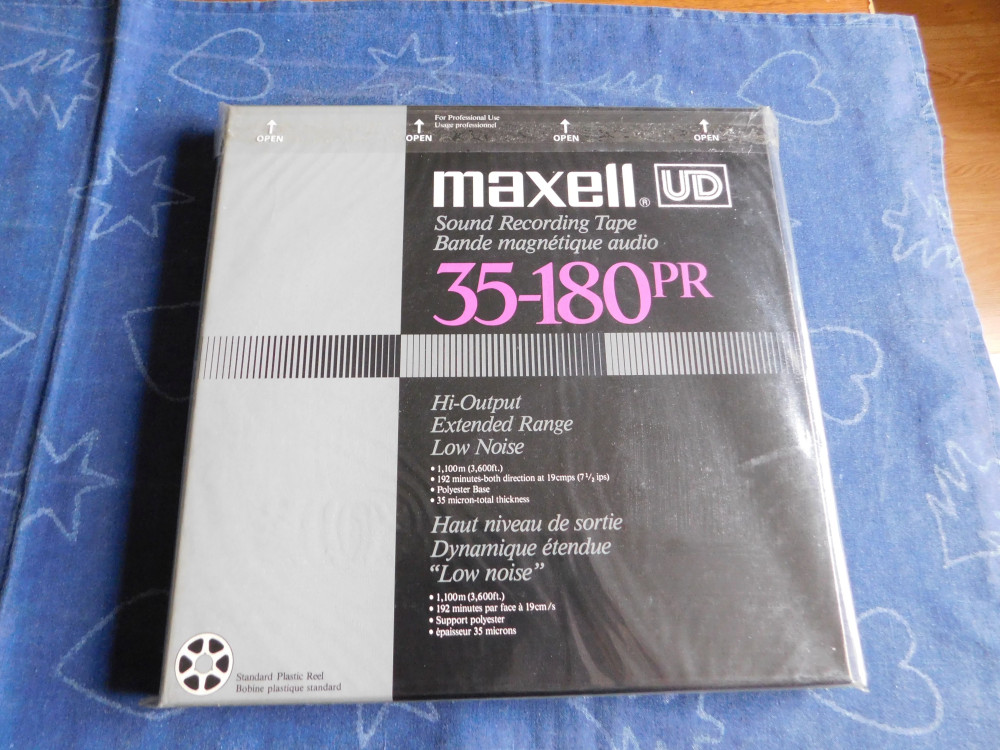 OPEN OPEN OPEN OPEN
For Professional Use
Usage professionnel
maxell® UD
Sound Recording Tape
Bande magnétique audio
35-180PR
Hi-Output
Extended Range
Low Noise
• 1,100m (3,600ft.)
• 192 minutes-both direction at 19cmps (7 1/2 ips)
• Polyester Base
• 35 micron-total thickness
Haut niveau de sortie
Dynamique étendue
“Low noise”
• 1,100m (3,600ft.)
• 192 minutes par face à 19cm/s
• Support polyester
• épaisseur 35 microns
Standard Plastic Reel
Bobine plastique standard